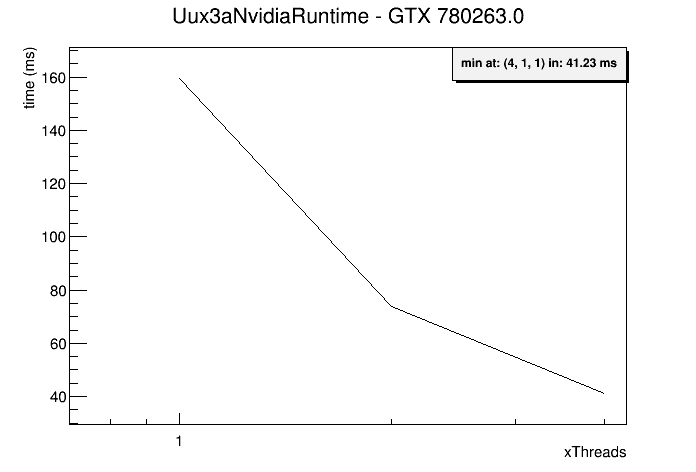 Uux3aNvidiaRuntime - GTX 780263.0
time (ms)
min at: (4, 1, 1) in: 41.23 ms
160
140
120
100
80
60
40
1
xThreads